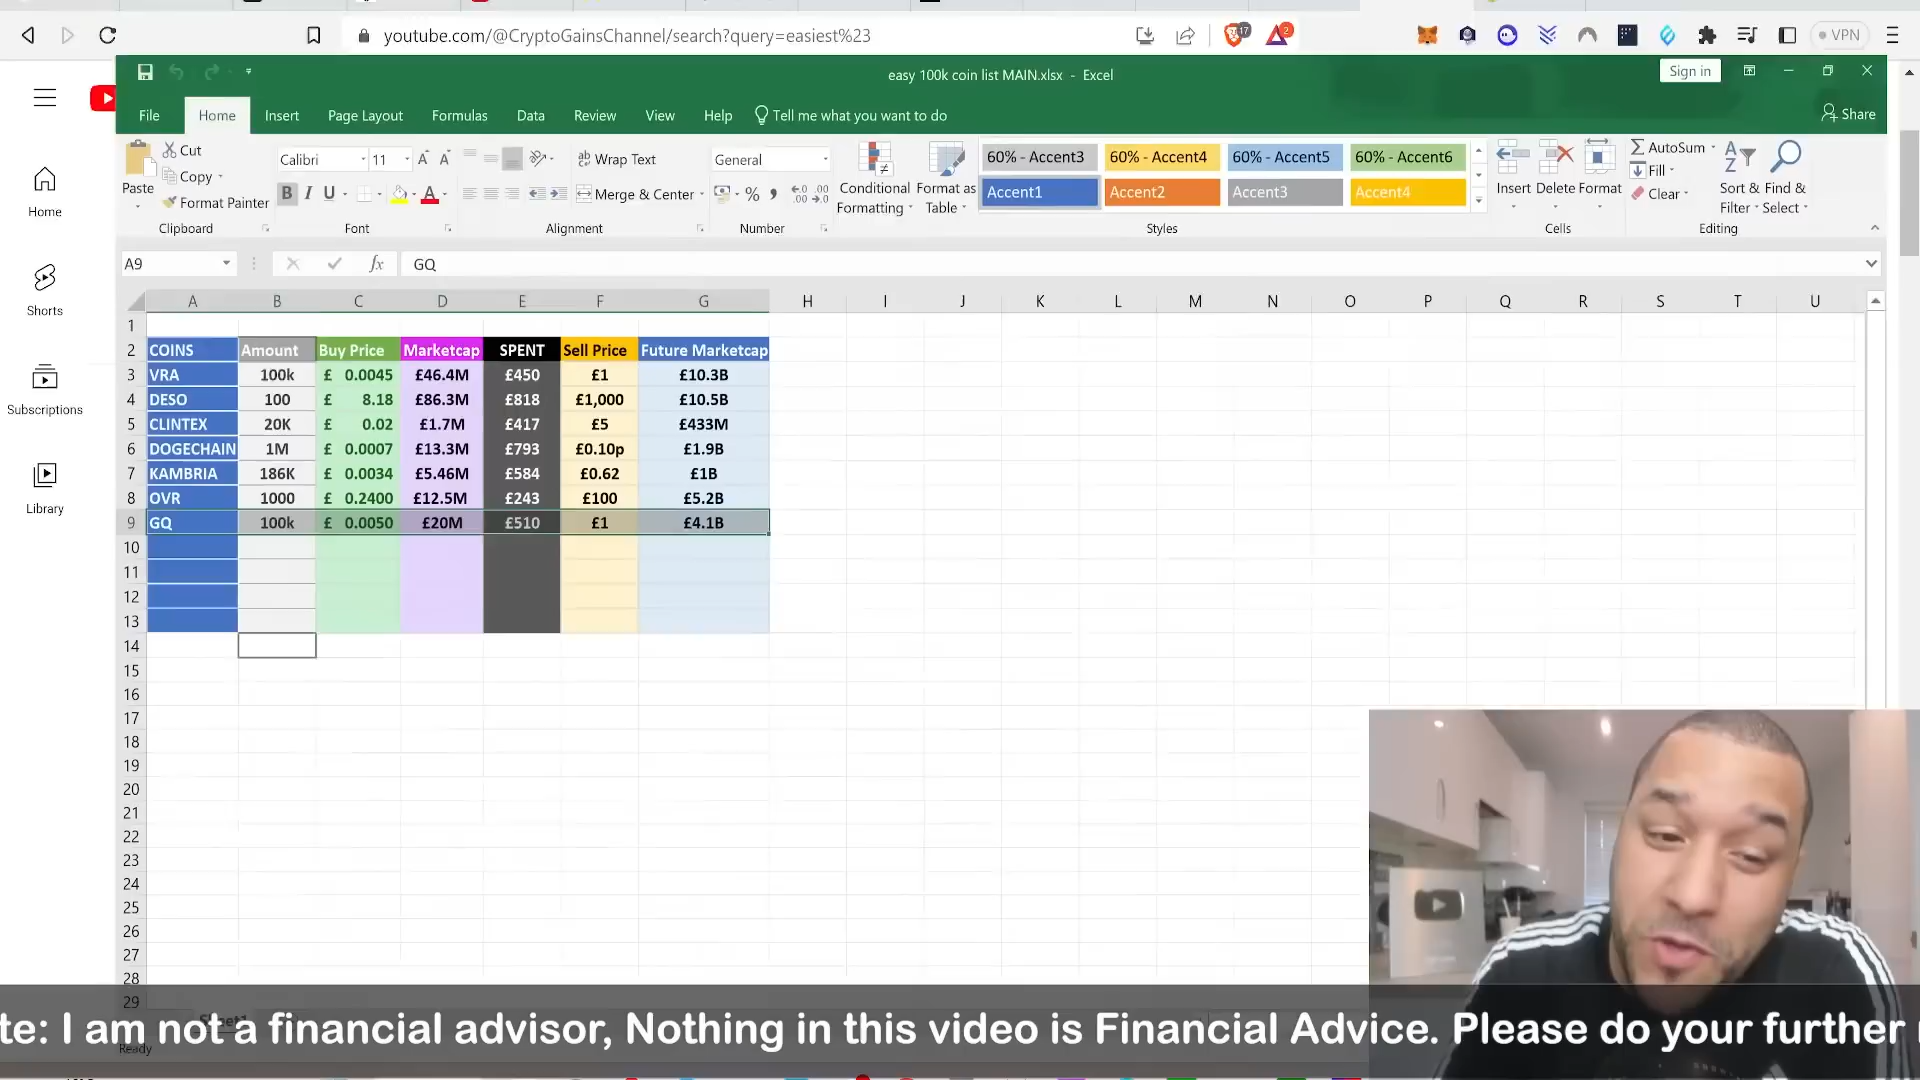 youtube.com/@CryptoGainsChannel/search?query=easiest%23
17
2
VPN
easy 100k coin list MAIN.xlsx - Excel
Sign in
File Home Insert Page Layout Formulas Data Review View Help Tell me what you want to do
Share
Paste
Cut
Copy
Format Painter
Clipboard
Calibri 11
B I U
Font
Wrap Text
Merge & Center
Alignment
General
Number
Conditional Formatting
Format as Table
60% - Accent3 60% - Accent4 60% - Accent5 60% - Accent6
Accent1 Accent2 Accent3 Accent4
Styles
Insert Delete Format
Cells
AutoSum
Fill
Clear
Sort & Filter
Find & Select
Editing
Home
Shorts
Subscriptions
Library
A9 fx GQ
A B C D E F G H I J K L M N O P Q R S T U
1
2 COINS Amount Buy Price Marketcap SPENT Sell Price Future Marketcap
3 VRA 100k £ 0.0045 £46.4M £450 £1 £10.3B
4 DESO 100 £ 8.18 £86.3M £818 £1,000 £10.5B
5 CLINTEX 20K £ 0.02 £1.7M £417 £5 £433M
6 DOGECHAIN 1M £ 0.0007 £13.3M £793 £0.10p £1.9B
7 KAMBRIA 186K £ 0.0034 £5.46M £584 £0.62 £1B
8 OVR 1000 £ 0.2400 £12.5M £243 £100 £5.2B
9 GQ 100k £ 0.0050 £20M £510 £1 £4.1B
10
11
12
13
14
15
16
17
18
19
20
21
22
23
24
25
26
27
28
29
Sheet1
te: I am not a financial advisor, Nothing in this video is Financial Advice. Please do your further
Ready